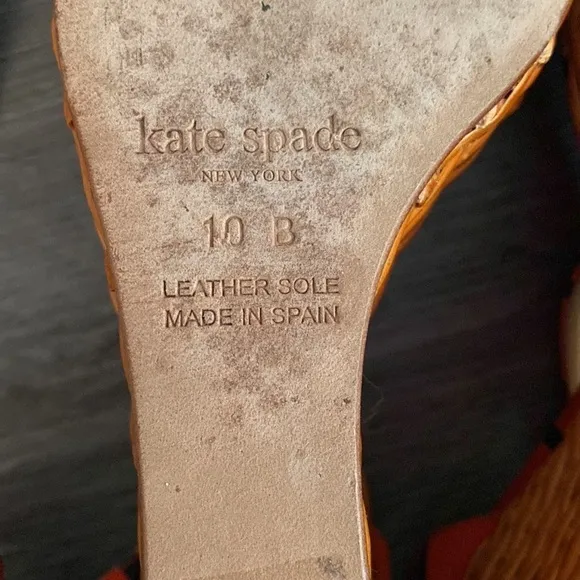 kate spade
NEW YORK
10 B
LEATHER SOLE
MADE IN SPAIN